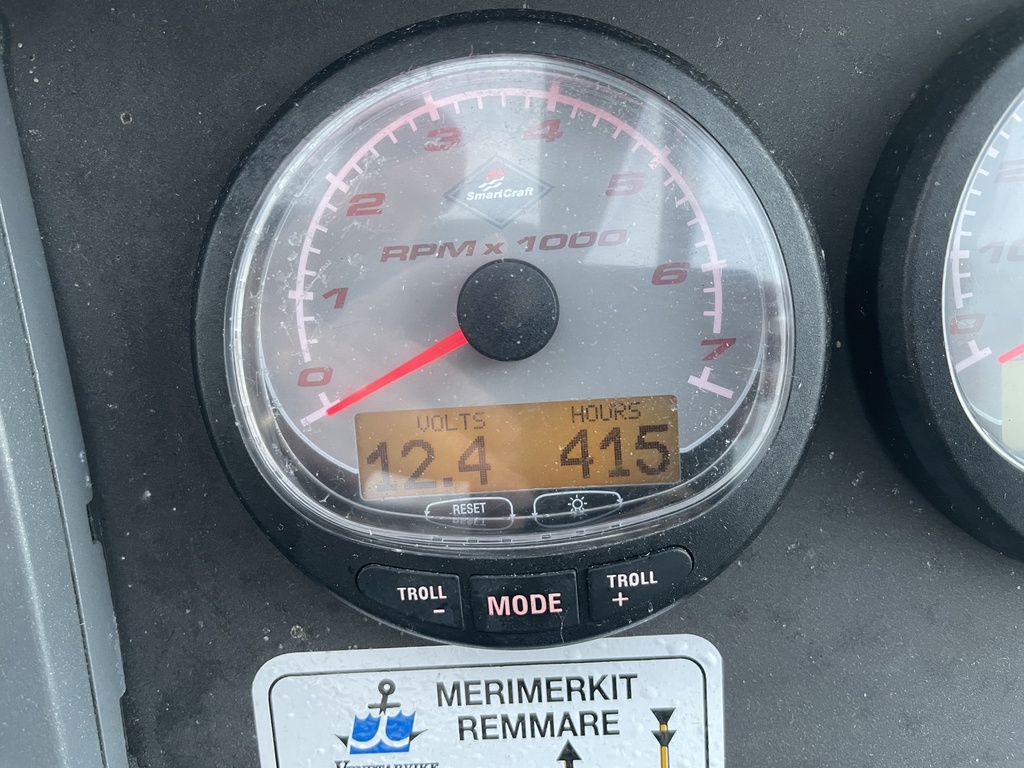 3 4
2 5
SmartCraft
RPM x 1000
1 6
0 7
VOLTS HOURS
12.4 415
RESET
TROLL - MODE TROLL +
MERIMERKIT
REMMARE
0